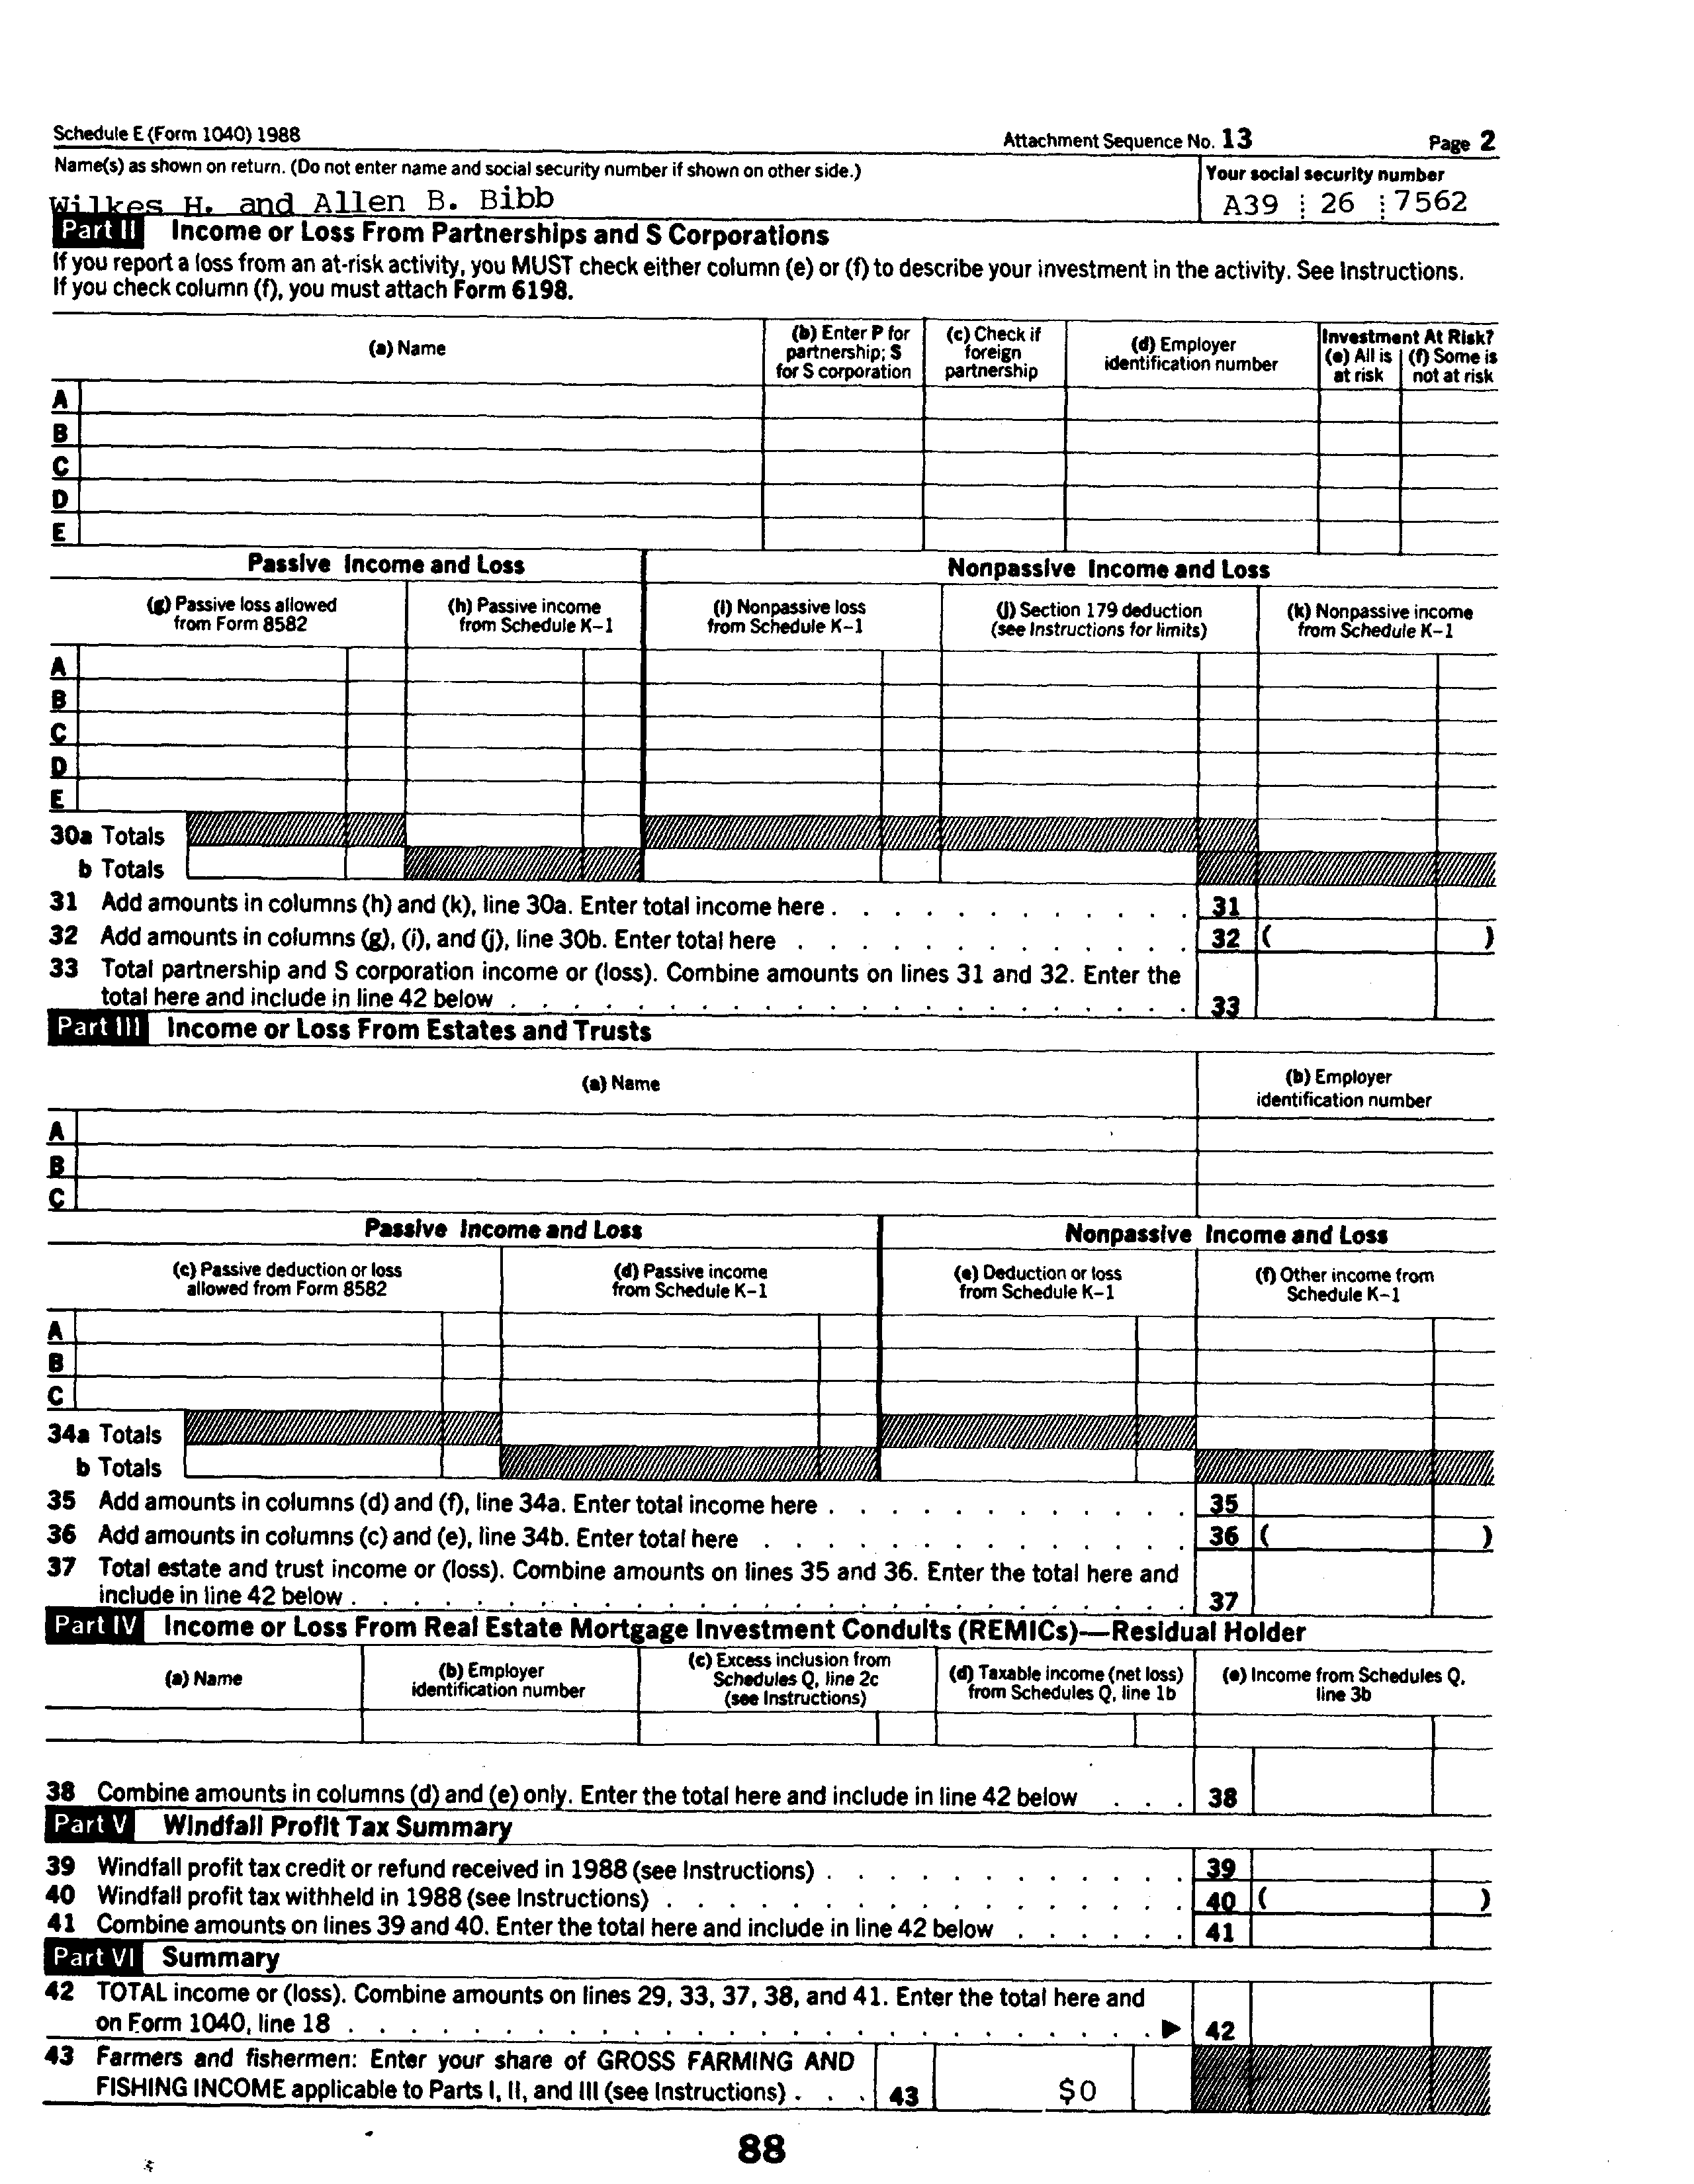 Schedule E (Form 1040) 1988 Attachment Sequence No. 13 Page 2
Name(s) as shown on return. (Do not enter name and social security number if shown on other side.) Your social security number
Wilkes H. and Allen B. Bibb A39 26 7562
Part II Income or Loss From Partnerships and S Corporations
If you report a loss from an at-risk activity, you MUST check either column (e) or (f) to describe your investment in the activity. See Instructions.
If you check column (f), you must attach Form 6198.
(a) Name
(b) Enter P for
partnership; S
for S corporation
(c) Check if
foreign
partnership
(d) Employer
identification number
Investment At Risk?
(e) All is
at risk
(f) Some is
not at risk
A
B
C
D
E
Passive Income and Loss Nonpassive Income and Loss
(g) Passive loss allowed
from Form 8582
(h) Passive income
from Schedule K-1
(i) Nonpassive loss
from Schedule K-1
(j) Section 179 deduction
(see Instructions for limits)
(k) Nonpassive income
from Schedule K-1
A
B
C
D
E
30a Totals
b Totals
31 Add amounts in columns (h) and (k), line 30a. Enter total income here . . . . . . . . . . . . 31
32 Add amounts in columns (g), (i), and (j), line 30b. Enter total here . . . . . . . . . . . . . 32 ( )
33 Total partnership and S corporation income or (loss). Combine amounts on lines 31 and 32. Enter the
total here and include in line 42 below . . . . . . . . . . . . . . . . . . . . . . 33
Part III Income or Loss From Estates and Trusts
(a) Name
(b) Employer
identification number
A
B
C
Passive Income and Loss Nonpassive Income and Loss
(c) Passive deduction or loss
allowed from Form 8582
(d) Passive income
from Schedule K-1
(e) Deduction or loss
from Schedule K-1
(f) Other income from
Schedule K-1
A
B
C
34a Totals
b Totals
35 Add amounts in columns (d) and (f), line 34a. Enter total income here . . . . . . . . . . . . 35
36 Add amounts in columns (c) and (e), line 34b. Enter total here . . . . . . . . . . . . . . 36 ( )
37 Total estate and trust income or (loss). Combine amounts on lines 35 and 36. Enter the total here and
include in line 42 below . . . . . . . . . . . . . . . . . . . . . . . . . . . 37
Part IV Income or Loss From Real Estate Mortgage Investment Conduits (REMICs)—Residual Holder
(a) Name
(b) Employer
identification number
(c) Excess inclusion from
Schedules Q, line 2c
(see Instructions)
(d) Taxable income (net loss)
from Schedules Q, line 1b
(e) Income from Schedules Q,
line 3b
38 Combine amounts in columns (d) and (e) only. Enter the total here and include in line 42 below . . . 38
Part V Windfall Profit Tax Summary
39 Windfall profit tax credit or refund received in 1988 (see Instructions) . . . . . . . . . . . . 39
40 Windfall profit tax withheld in 1988 (see Instructions) . . . . . . . . . . . . . . . . . 40 ( )
41 Combine amounts on lines 39 and 40. Enter the total here and include in line 42 below . . . . . . 41
Part VI Summary
42 TOTAL income or (loss). Combine amounts on lines 29, 33, 37, 38, and 41. Enter the total here and
on Form 1040, line 18 . . . . . . . . . . . . . . . . . . . . . . . . . . ▶ 42
43 Farmers and fishermen: Enter your share of GROSS FARMING AND
FISHING INCOME applicable to Parts I, II, and III (see Instructions) . . . 43 $0
88